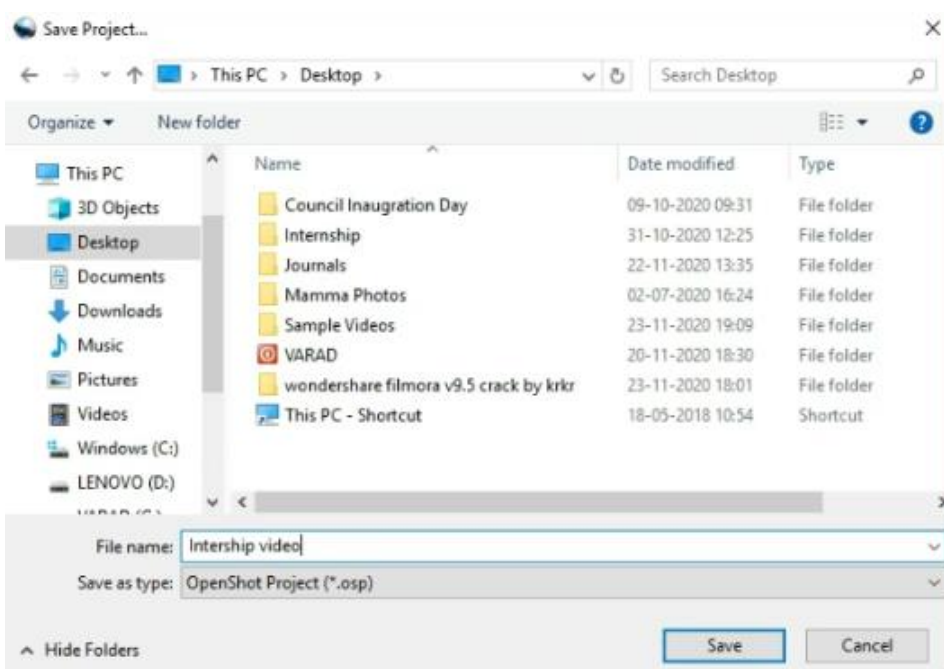 Save Project...
This PC > Desktop >
Search Desktop
Organize
New folder
Name Date modified Type
This PC
3D Objects
Desktop
Documents
Downloads
Music
Pictures
Videos
Windows (C:)
LENOVO (D:)
Council Inaugration Day 09-10-2020 09:31 File folder
Internship 31-10-2020 12:25 File folder
Journals 22-11-2020 13:35 File folder
Mamma Photos 02-07-2020 16:24 File folder
Sample Videos 23-11-2020 19:09 File folder
VARAD 20-11-2020 18:30 File folder
wondershare filmora v9.5 crack by krkr 23-11-2020 18:01 File folder
This PC - Shortcut 18-05-2018 10:54 Shortcut
File name: Intership video
Save as type: OpenShot Project (*.osp)
Hide Folders
Save
Cancel